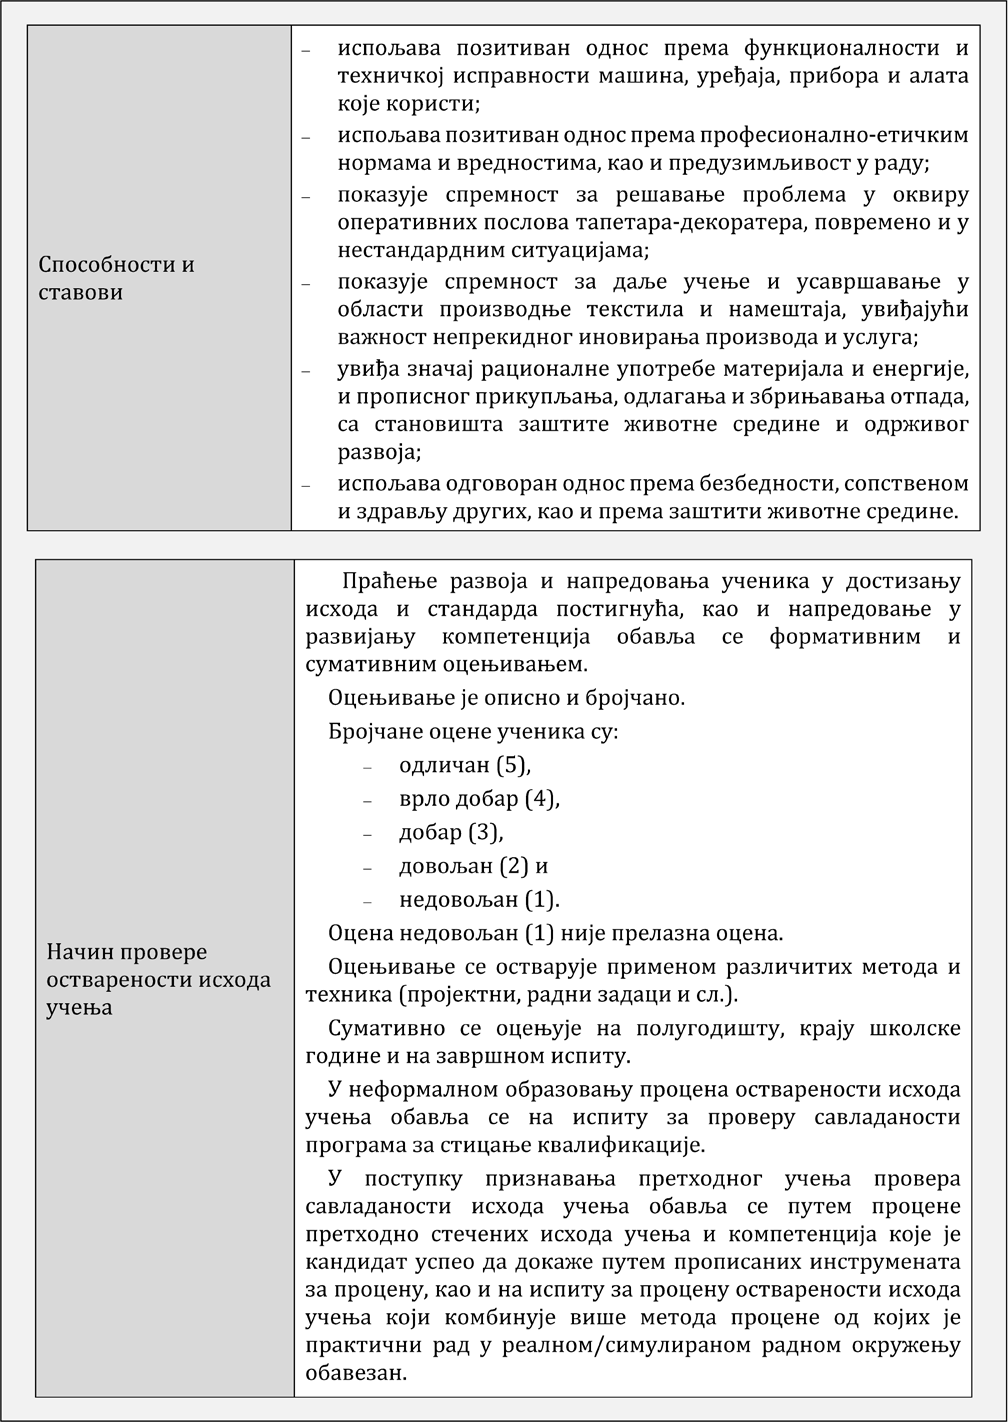 Способности и
ставови
– испољава позитиван однос према функционалности и
техничкој исправности машина, уређаја, прибора и алата
које користи;
– испољава позитиван однос према професионално-етичким
нормама и вредностима, као и предузимљивост у раду;
– показује спремност за решавање проблема у оквиру
оперативних послова тапетара-декоратера, повремено и у
нестандардним ситуацијама;
– показује спремност за даље учење и усавршавање у
области производње текстила и намештаја, увиђајући
важност непрекидног иновирања производа и услуга;
– увиђа значај рационалне употребе материјала и енергије,
и прописног прикупљања, одлагања и збрињавања отпада,
са становишта заштите животне средине и одрживог
развоја;
– испољава одговоран однос према безбедности, сопственом
и здрављу других, као и према заштити животне средине.
Начин провере
остварености исхода
учења
Праћење развоја и напредовања ученика у достизању
исхода и стандарда постигнућа, као и напредовање у
развијању компетенција обавља се формативним и
сумативним оцењивањем.
Оцењивање је описно и бројчано.
Бројчане оцене ученика су:
– одличан (5),
– врло добар (4),
– добар (3),
– довољан (2) и
– недовољан (1).
Оцена недовољан (1) није прелазна оцена.
Оцењивање се остварује применом различитих метода и
техника (пројектни, радни задаци и сл.).
Сумативно се оцењује на полугодишту, крају школске
године и на завршном испиту.
У неформалном образовању процена остварености исхода
учења обавља се на испиту за проверу савладаности
програма за стицање квалификације.
У поступку признавања претходног учења провера
савладаности исхода учења обавља се путем процене
претходно стечених исхода учења и компетенција које је
кандидат успео да докаже путем прописаних инструмената
за процену, као и на испиту за процену остварености исхода
учења који комбинује више метода процене од којих је
практични рад у реалном/симулираном радном окружењу
обавезан.